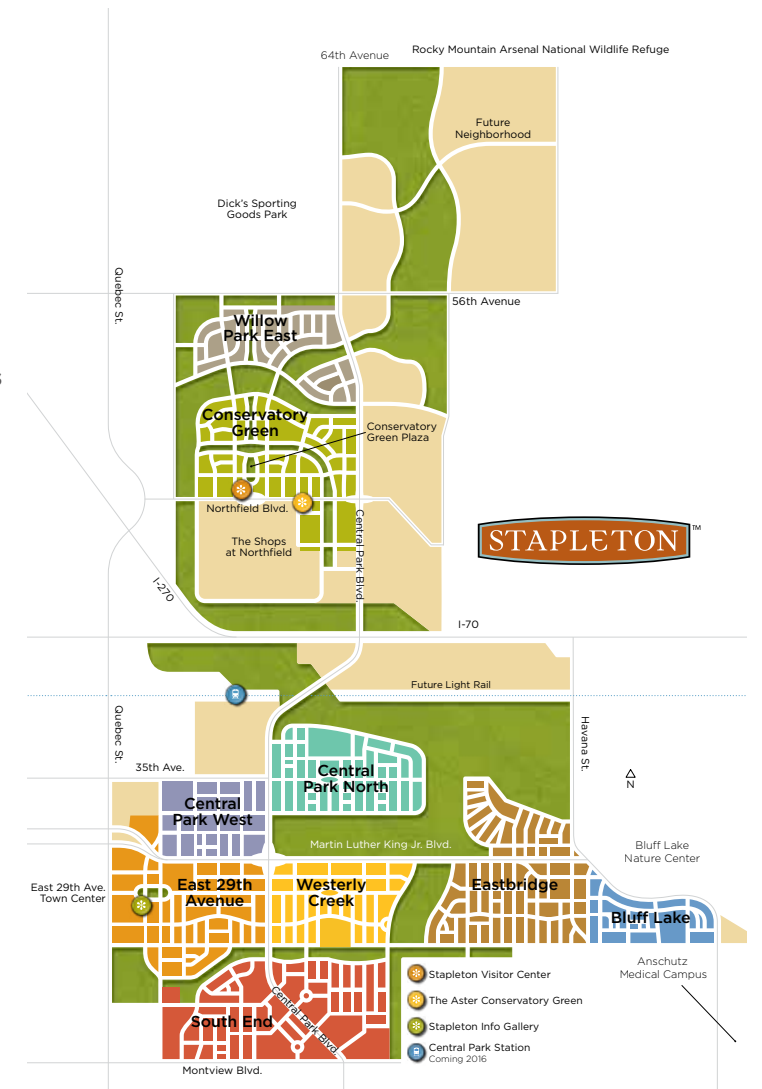 64th Avenue
Rocky Mountain Arsenal National Wildlife Refuge
Future
Neighborhood
Dick's Sporting
Goods Park
Quebec St.
56th Avenue
Willow
Park East
Conservatory
Green
Conservatory
Green Plaza
Northfield Blvd.
The Shops
at Northfield
Central Park Blvd.
STAPLETON™
I-270
I-70
Future Light Rail
Quebec St.
Havana St.
35th Ave.
Central
Park North
N
Central
Park West
Martin Luther King Jr. Blvd.
Bluff Lake
Nature Center
East 29th Ave.
Town Center
East 29th
Avenue
Westerly
Creek
Eastbridge
Bluff Lake
Anschutz
Medical Campus
Stapleton Visitor Center
The Aster Conservatory Green
Stapleton Info Gallery
Central Park Station
Coming 2016
South End
Central Park Blvd.
Montview Blvd.